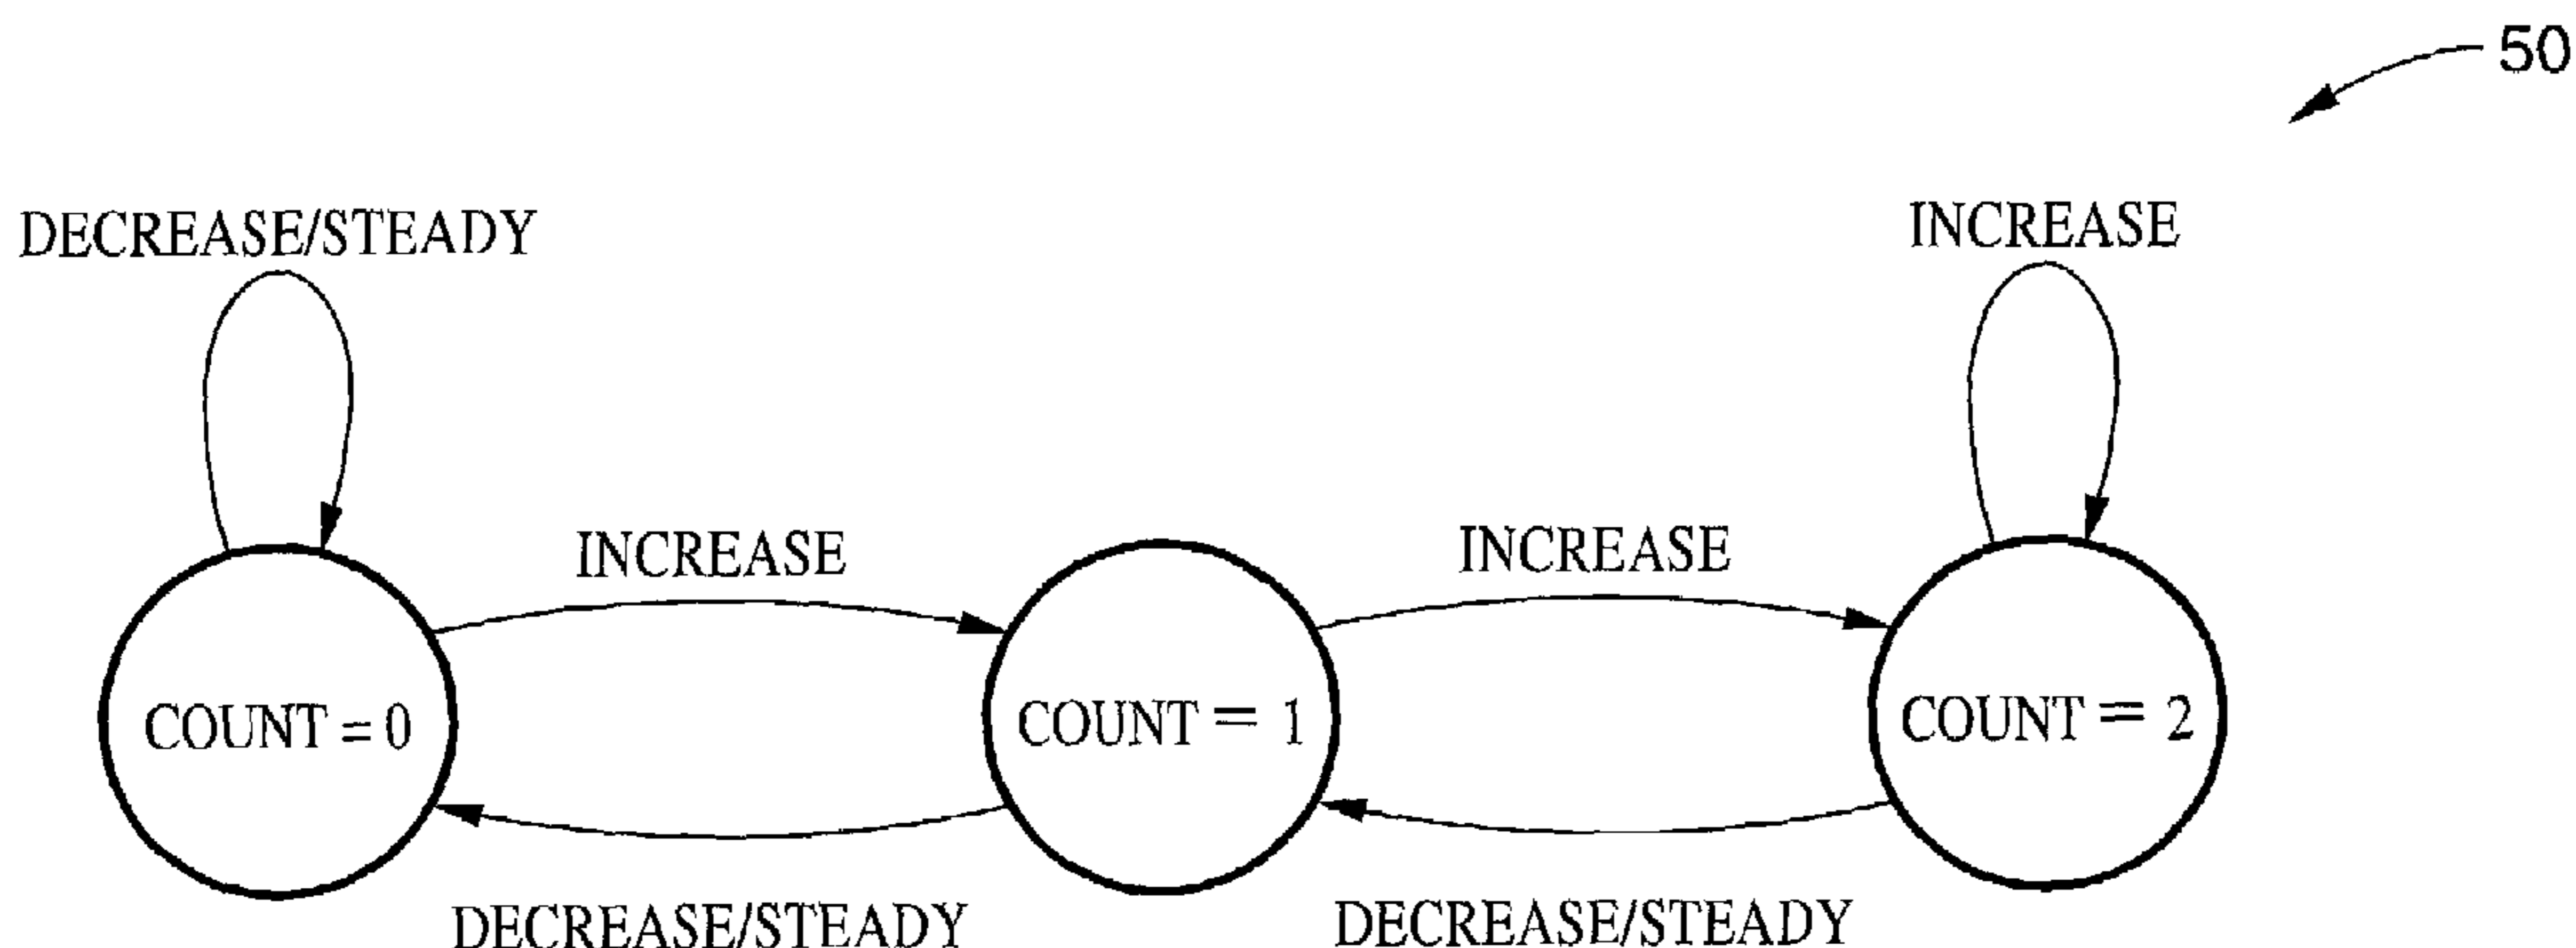 50
DECREASE/STEADY
INCREASE
INCREASE
INCREASE
COUNT = 0
COUNT = 1
COUNT = 2
DECREASE/STEADY
DECREASE/STEADY